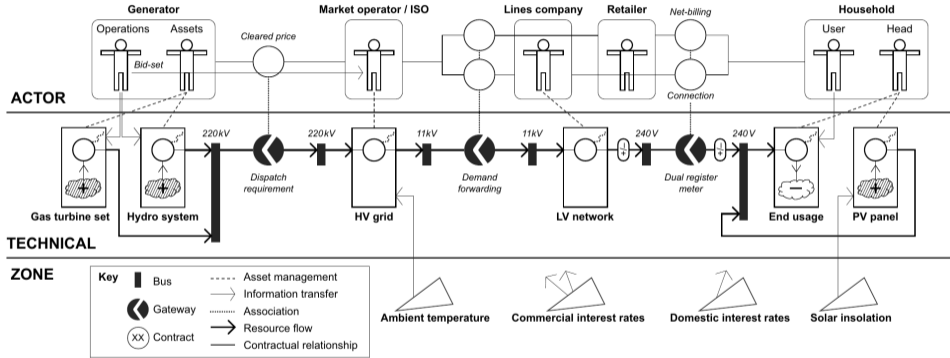 Generator
Market operator / ISO
Lines company
Retailer
Net-billing
Household
Operations
Assets
Cleared price
User
Head
Bid-set
Connection
ACTOR
220kV
220kV
11kV
11kV
240V
240V
Dispatch
requirement
Demand
forwarding
Dual register
meter
Gas turbine set
Hydro system
HV grid
LV network
End usage
PV panel
TECHNICAL
ZONE
Key
Bus
Gateway
XX
Contract
Asset management
Information transfer
Association
Resource flow
Contractual relationship
Ambient temperature
Commercial interest rates
Domestic interest rates
Solar insolation